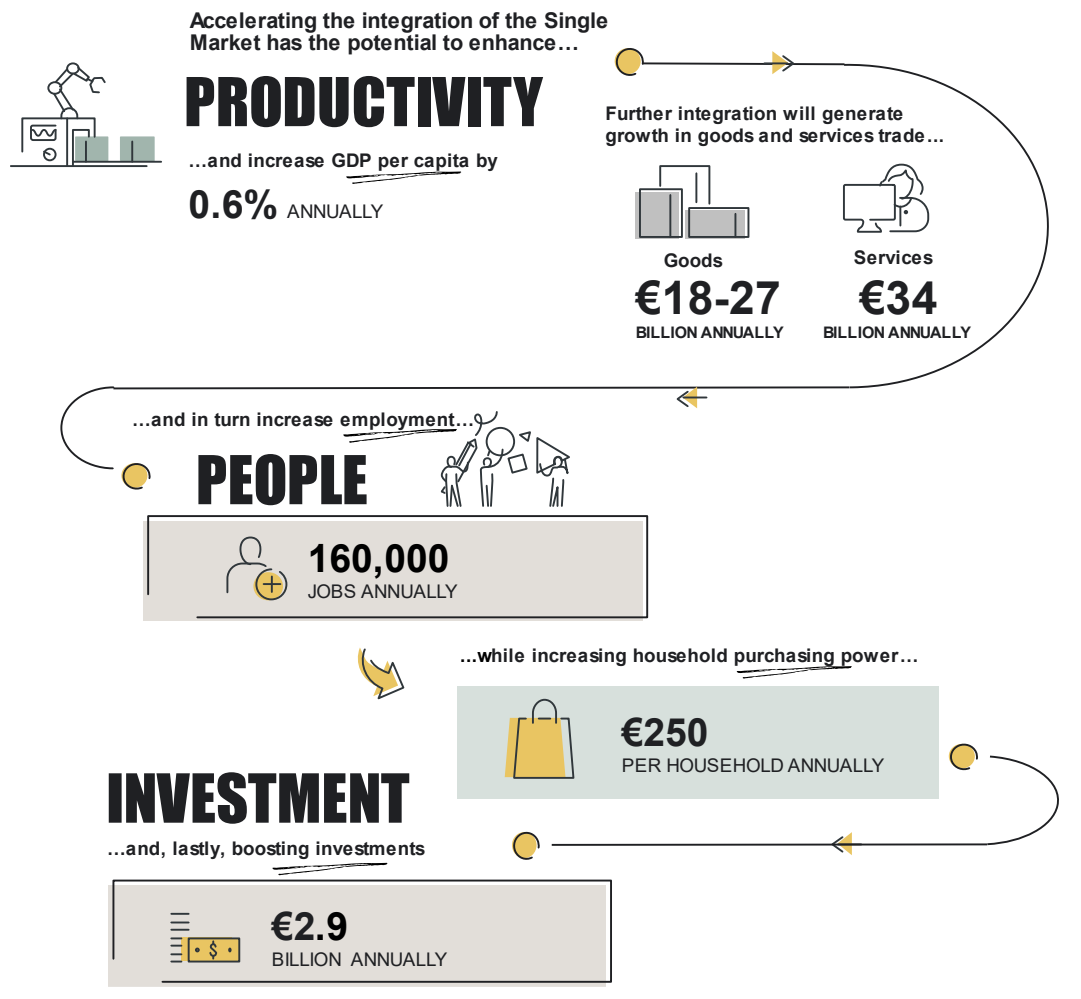 Accelerating the integration of the Single
Market has the potential to enhance…
PRODUCTIVITY
…and increase GDP per capita by
0.6% ANNUALLY
Further integration will generate
growth in goods and services trade…
Goods
€18-27
BILLION ANNUALLY
Services
€34
BILLION ANNUALLY
…and in turn increase employment…
PEOPLE
160,000
JOBS ANNUALLY
…while increasing household purchasing power…
€250
PER HOUSEHOLD ANNUALLY
INVESTMENT
…and, lastly, boosting investments
$
€2.9
BILLION ANNUALLY